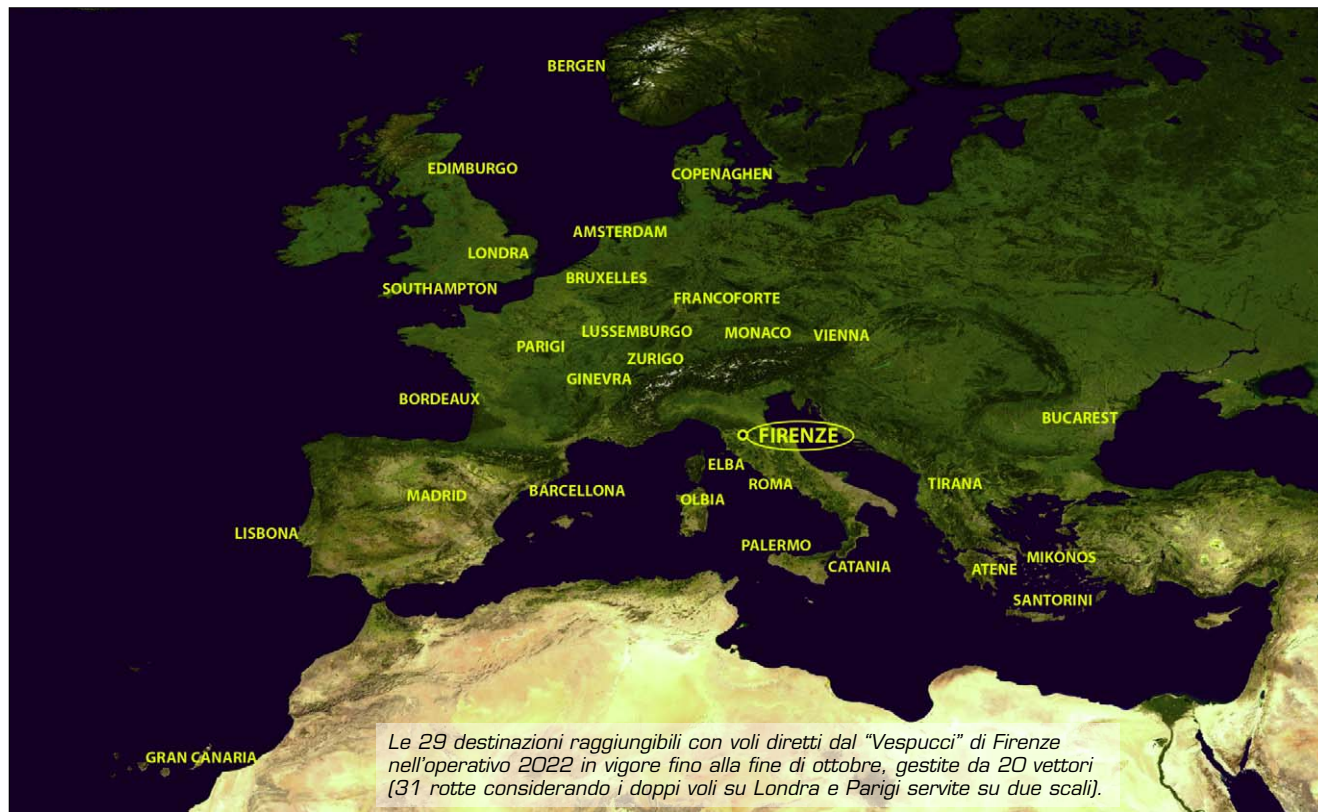 BERGEN
EDIMBURGO
COPENAGHEN
AMSTERDAM
LONDRA
BRUXELLES
SOUTHAMPTON
FRANCOFORTE
LUSSEMBURGO
MONACO
VIENNA
PARIGI
ZURIGO
GINEVRA
BORDEAUX
BUCAREST
FIRENZE
ELBA
ROMA
TIRANA
MADRID
BARCELLONA
OLBIA
LISBONA
PALERMO
CATANIA
ATENE
MIKONOS
SANTORINI
GRAN CANARIA
Le 29 destinazioni raggiungibili con voli diretti dal "Vespucci" di Firenze
nell'operativo 2022 in vigore fino alla fine di ottobre, gestite da 20 vettori
(31 rotte considerando i doppi voli su Londra e Parigi servite su due scali).